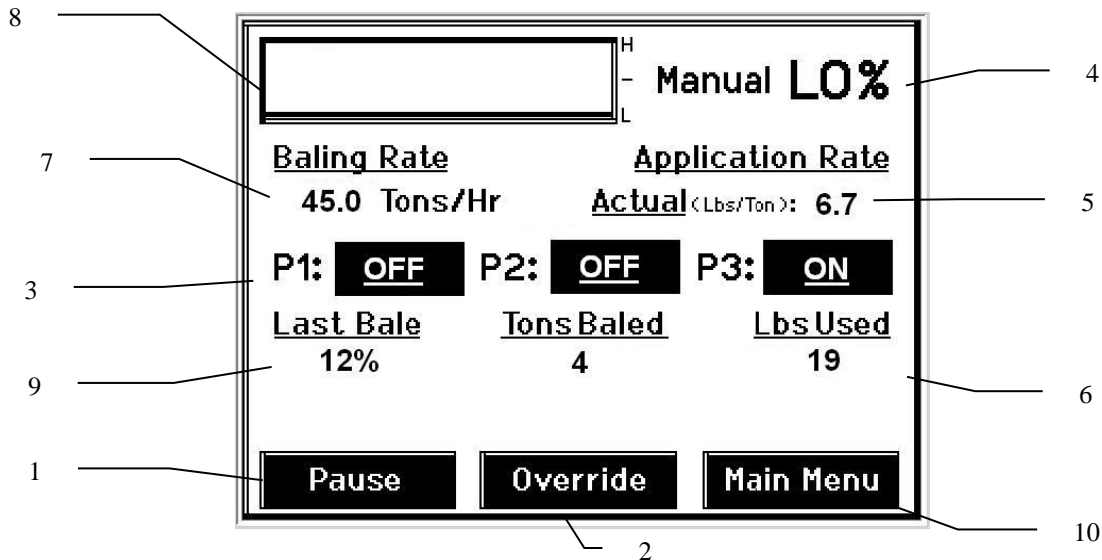 8
H
Manual LO%
–
L
4
Baling Rate Application Rate
7
45.0 Tons/Hr Actual (Lbs/Ton): 6.7
5
P1: OFF P2: OFF P3: ON
3
Last Bale Tons Baled Lbs Used
12% 4 19
9
6
1
Pause Override Main Menu
10
2